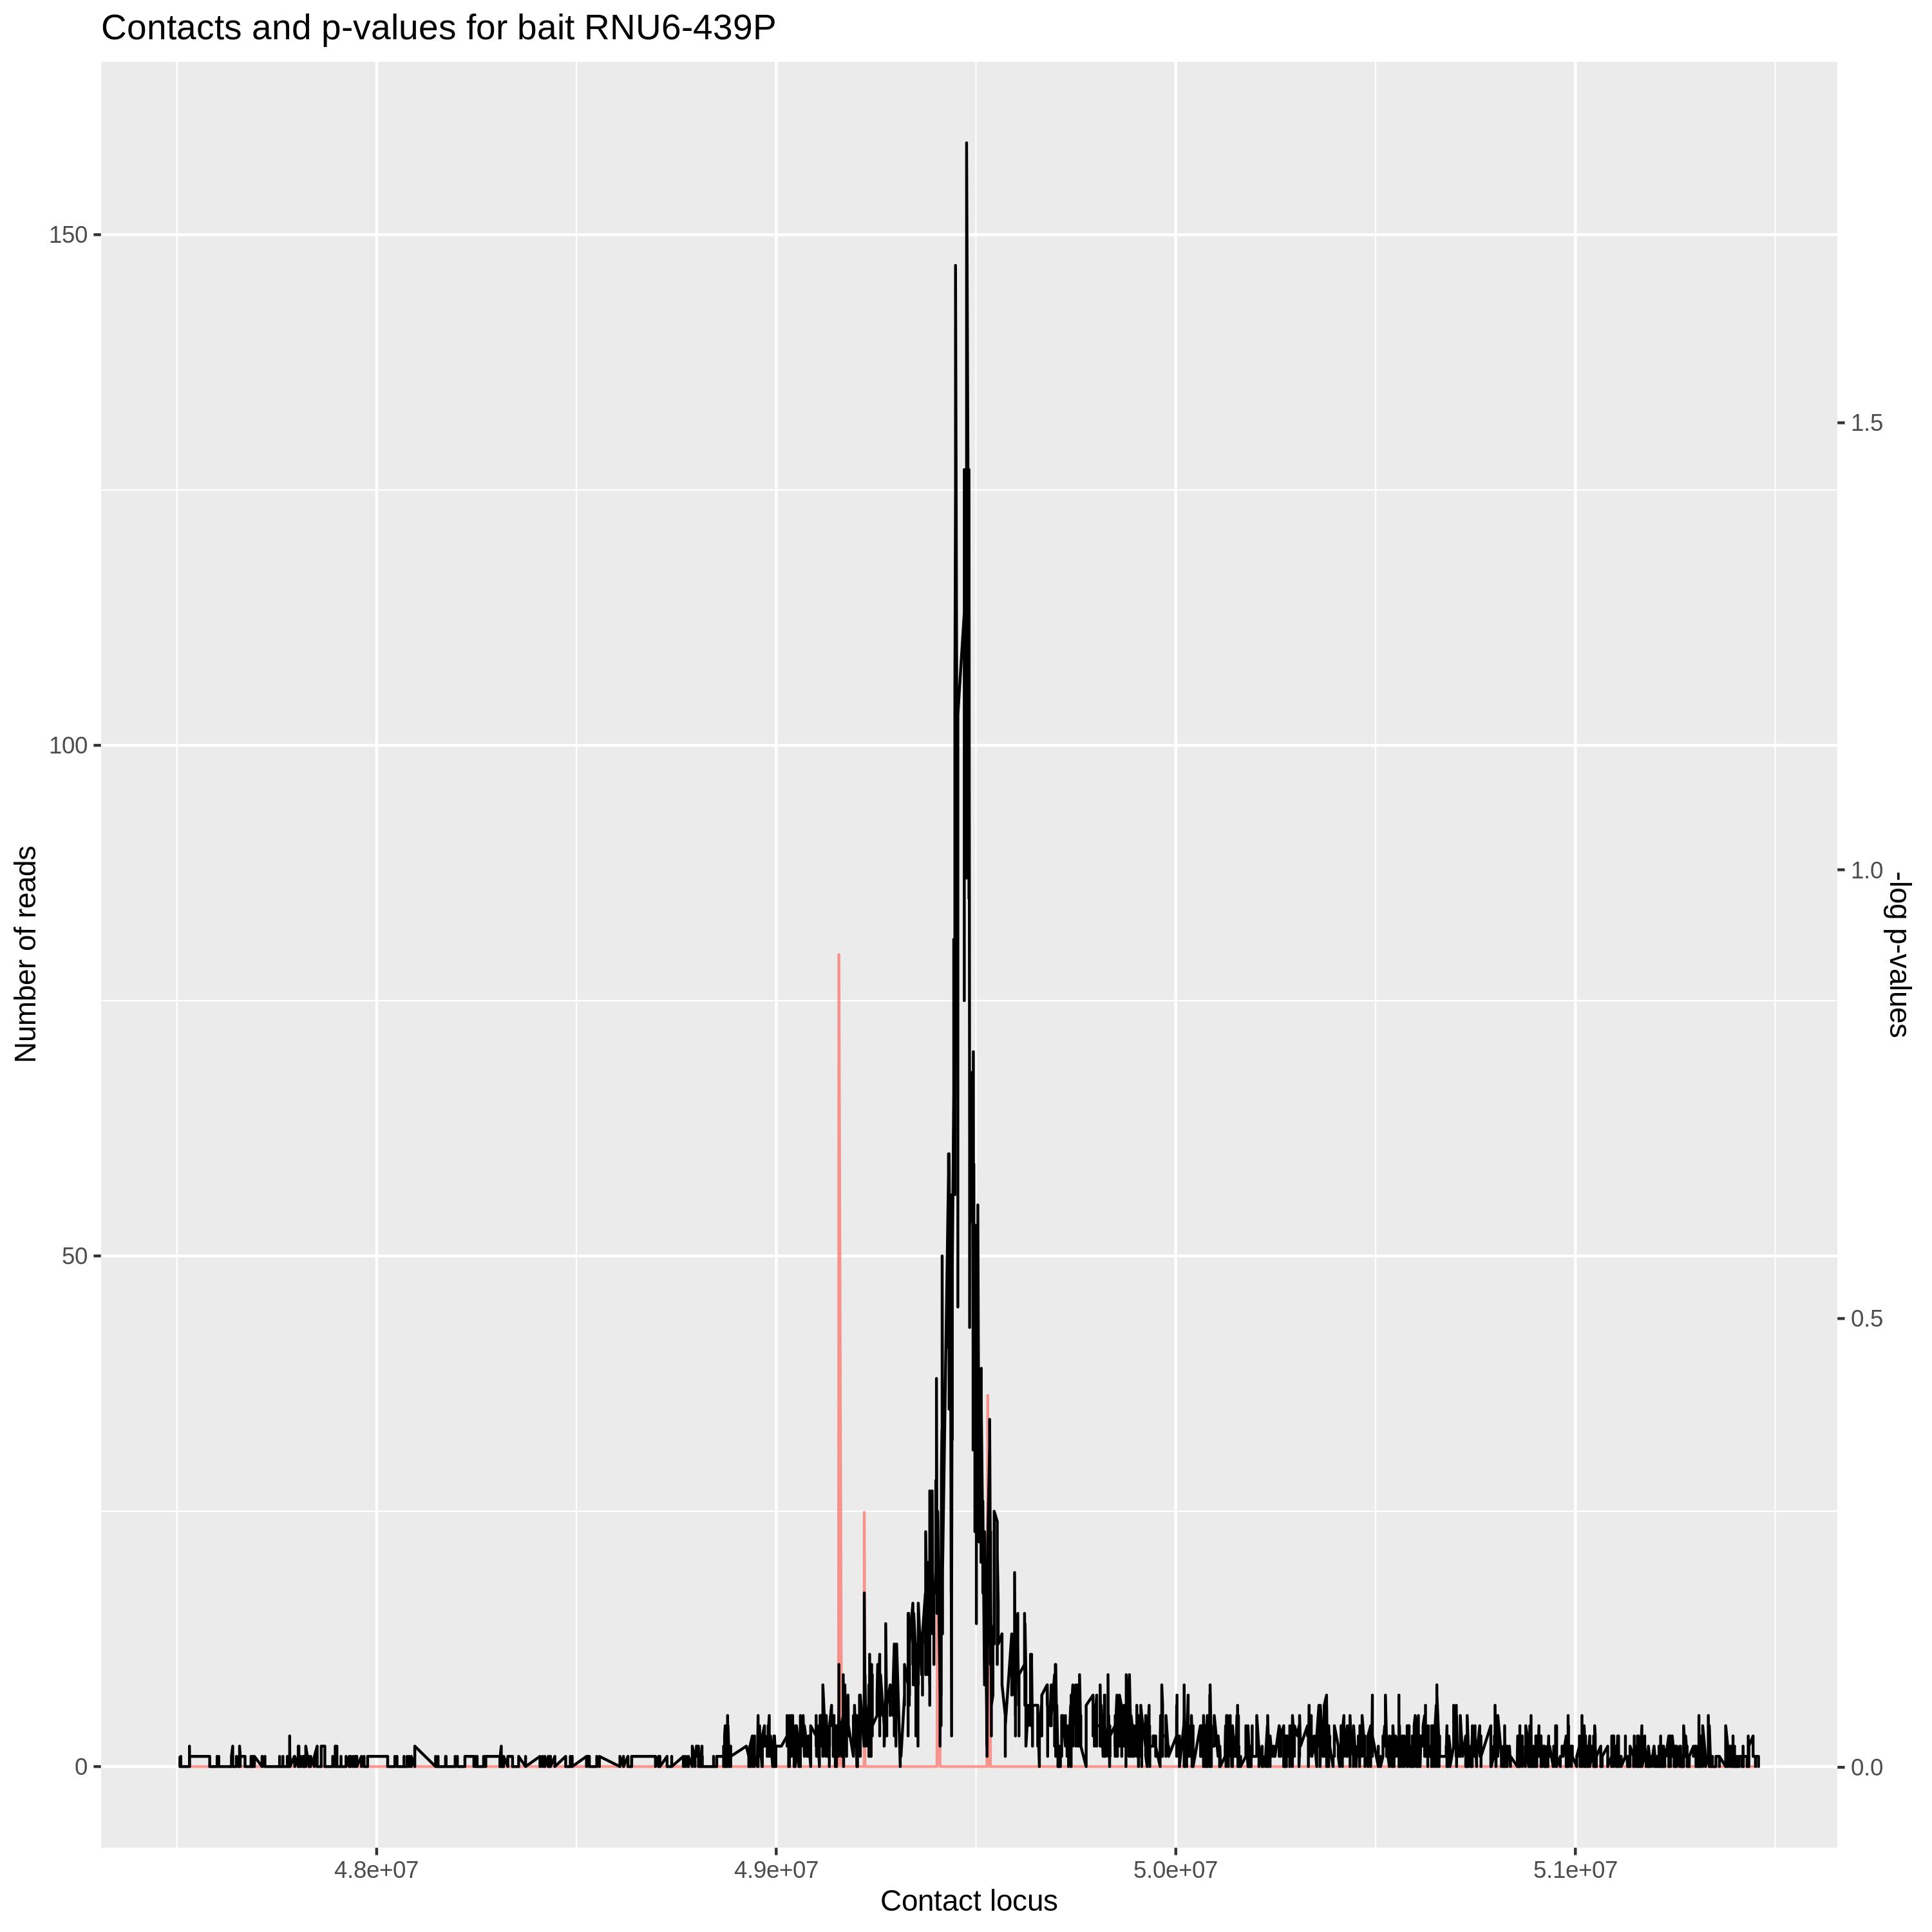 Contacts and p-values for bait RNU6-439P
150
100
50
0
Number of reads
1.5
1.0
0.5
0.0
-log p-values
4.8e+07 4.9e+07 5.0e+07 5.1e+07
Contact locus